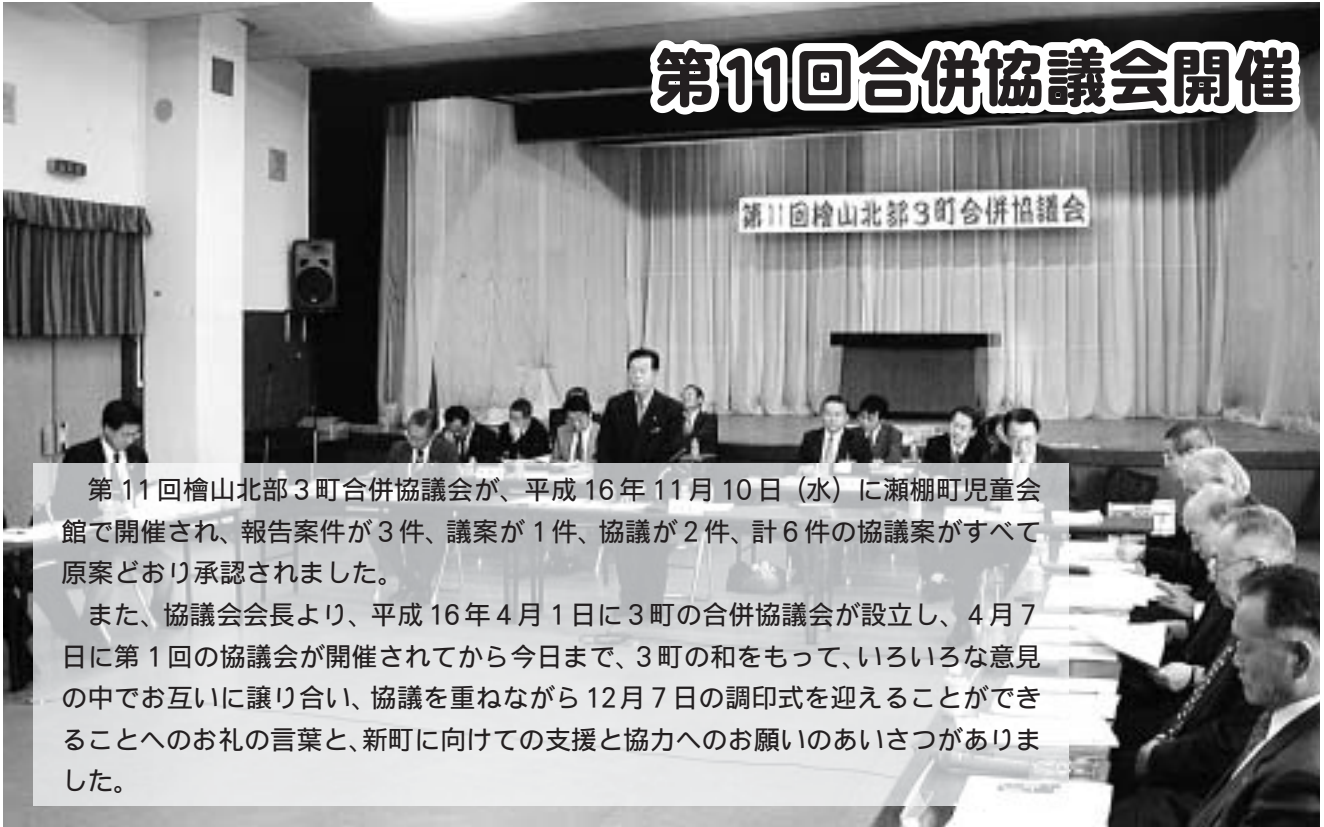 第11回合併協議会開催
第11回檜山北部3町合併協議会
　第11回檜山北部３町合併協議会が、平成16年11月10日（水）に瀬棚町児童会
館で開催され、報告案件が３件、議案が１件、協議が２件、計６件の協議案がすべて
原案どおり承認されました。
　また、協議会会長より、平成16年４月１日に３町の合併協議会が設立し、４月７
日に第１回の協議会が開催されてから今日まで、３町の和をもって、いろいろな意見
の中でお互いに譲り合い、協議を重ねながら12月７日の調印式を迎えることができ
ることへのお礼の言葉と、新町に向けての支援と協力へのお願いのあいさつがありま
した。